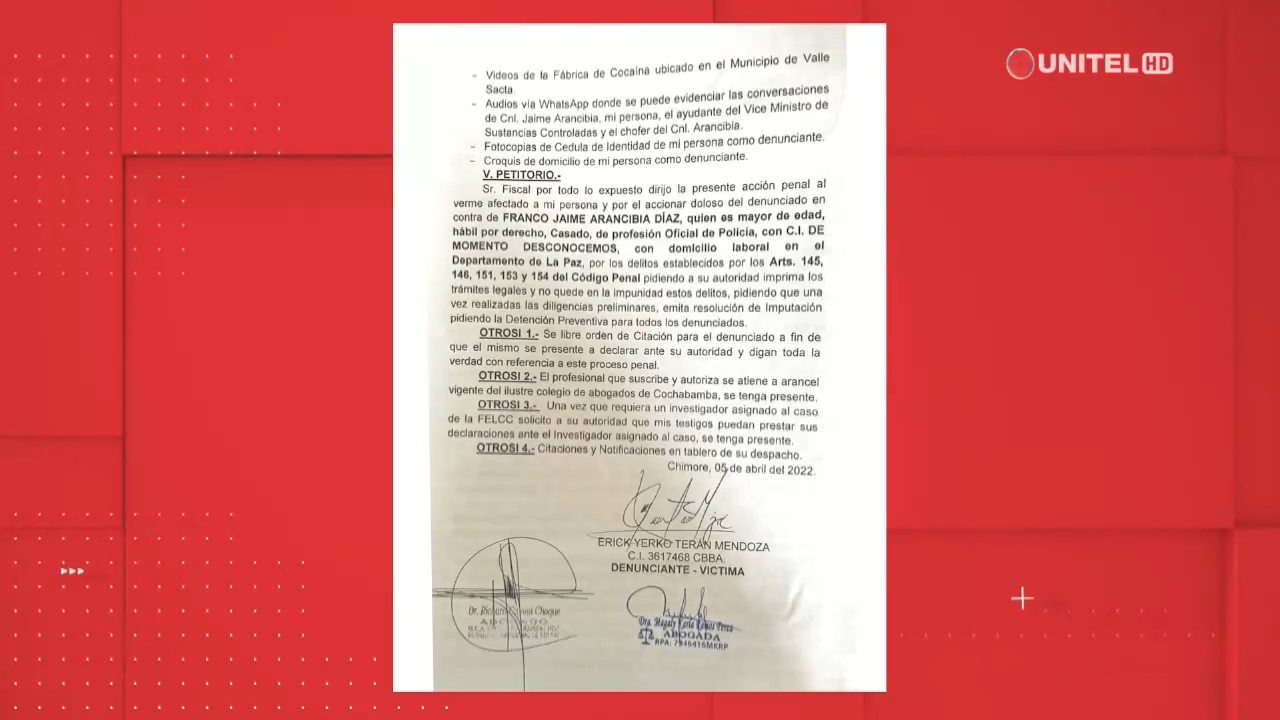 UNITEL HD
- Videos de la Fábrica de Cocaína ubicado en el Municipio de Valle
Sacta.
- Audios vía WhatsApp donde se puede evidenciar las conversaciones
de Cnl. Jaime Arancibia, mi persona, el ayudante del Vice Ministro de
Sustancias Controladas y el chofer del Cnl. Arancibia.
- Fotocopias de Cedula de Identidad de mi persona como denunciante.
- Croquis de domicilio de mi persona como denunciante.
V. PETITORIO.-
Sr. Fiscal por todo lo expuesto dirijo la presente acción penal al
verme afectado a mi persona y por el accionar doloso del denunciado en
contra de FRANCO JAIME ARANCIBIA DÍAZ, quien es mayor de edad,
hábil por derecho, Casado, de profesión Oficial de Policía, con C.I. DE
MOMENTO DESCONOCEMOS, con domicilio laboral en el
Departamento de La Paz, por los delitos establecidos por los Arts. 145,
146, 151, 153 y 154 del Código Penal pidiendo a su autoridad imprima los
trámites legales y no quede en la impunidad estos delitos, pidiendo que una
vez realizadas las diligencias preliminares, emita resolución de Imputación
pidiendo la Detención Preventiva para todos los denunciados.
OTROSI 1.- Se libre orden de Citación para el denunciado a fin de
que el mismo se presente a declarar ante su autoridad y digan toda la
verdad con referencia a este proceso penal.
OTROSI 2.- El profesional que suscribe y autoriza se atiene a arancel
vigente del ilustre colegio de abogados de Cochabamba, se tenga presente.
OTROSI 3.- Una vez que requiera un investigador asignado al caso
de la FELCC solicito a su autoridad que mis testigos puedan prestar sus
declaraciones ante el Investigador asignado al caso, se tenga presente.
OTROSI 4.- Citaciones y Notificaciones en tablero de su despacho.
Chimore, 05 de abril del 2022.
ERICK YERKO TERAN MENDOZA
C.I. 3617468 CBBA.
DENUNCIANTE - VICTIMA
Dr. Choque
Dra. Magaly Karla Ramos Perez
ABOGADA
RPA: 7946416MKRP